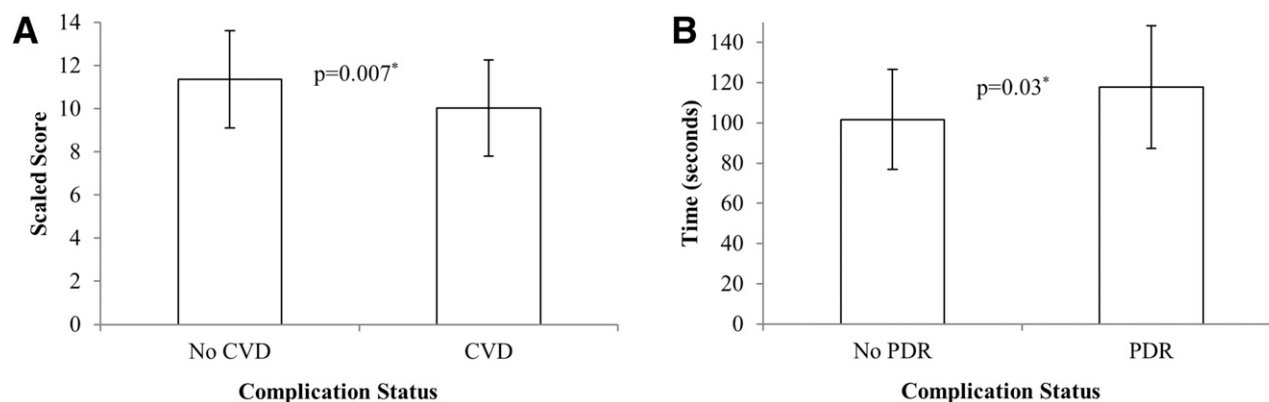 A
Scaled Score
14
12
10
8
6
4
2
0
p=0.007*
No CVD
CVD
Complication Status
B
Time (seconds)
140
120
100
80
60
40
20
0
p=0.03*
No PDR
PDR
Complication Status